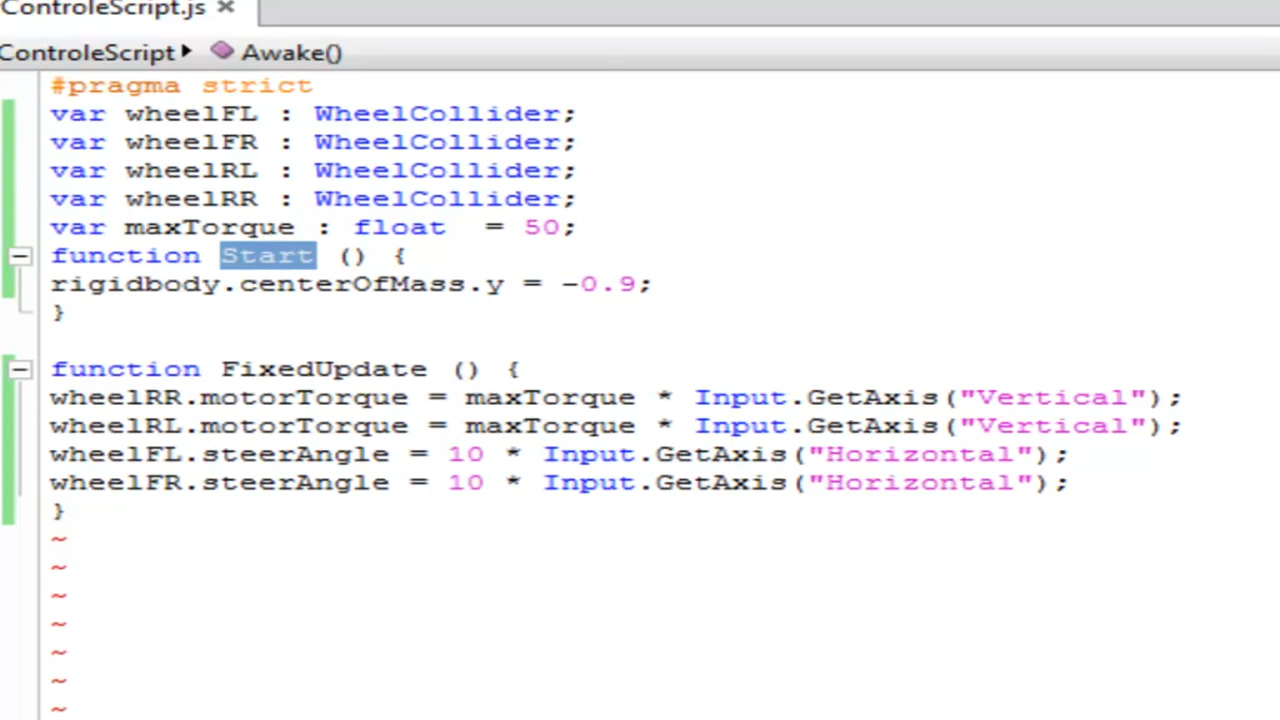 ControleScript.js ×
ControleScript ▸ Awake()
#pragma strict
var wheelFL : WheelCollider;
var wheelFR : WheelCollider;
var wheelRL : WheelCollider;
var wheelRR : WheelCollider;
var maxTorque : float  = 50;
function Start () {
rigidbody.centerOfMass.y = -0.9;
}
function FixedUpdate () {
wheelRR.motorTorque = maxTorque * Input.GetAxis("Vertical");
wheelRL.motorTorque = maxTorque * Input.GetAxis("Vertical");
wheelFL.steerAngle = 10 * Input.GetAxis("Horizontal");
wheelFR.steerAngle = 10 * Input.GetAxis("Horizontal");
}
~
~
~
~
~
~
~